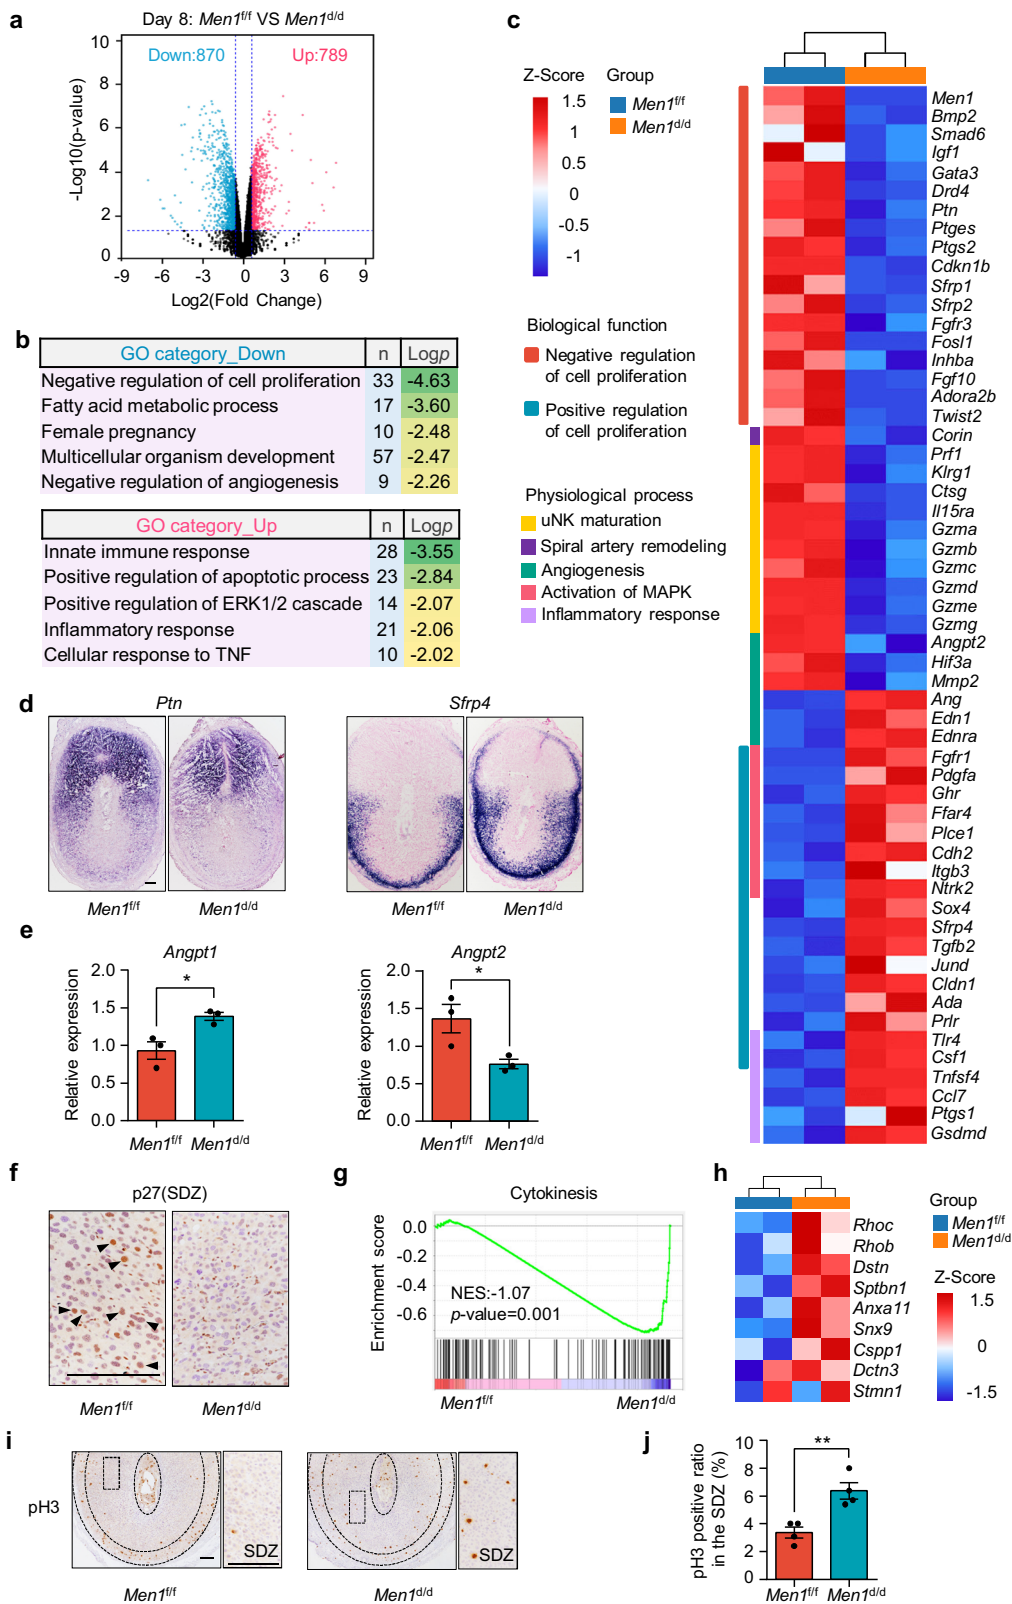 a
Day 8: Men1f/f VS Men1d/d
Down:870
Up:789
-Log10(p-value)
10
8
6
4
2
0
-9 -6 -3 0 3 6 9
Log2(Fold Change)
b
GO category_Down n Logp
Negative regulation of cell proliferation 33 -4.63
Fatty acid metabolic process 17 -3.60
Female pregnancy 10 -2.48
Multicellular organism development 57 -2.47
Negative regulation of angiogenesis 9 -2.26
GO category_Up n Logp
Innate immune response 28 -3.55
Positive regulation of apoptotic process 23 -2.84
Positive regulation of ERK1/2 cascade 14 -2.07
Inflammatory response 21 -2.06
Cellular response to TNF 10 -2.02
c
Z-Score
1.5
1
0.5
0
-0.5
-1
Group
Men1f/f
Men1d/d
Biological function
Negative regulation
of cell proliferation
Positive regulation
of cell proliferation
Physiological process
uNK maturation
Spiral artery remodeling
Angiogenesis
Activation of MAPK
Inflammatory response
Men1
Bmp2
Smad6
Igf1
Gata3
Drd4
Ptn
Ptges
Ptgs2
Cdkn1b
Sfrp1
Sfrp2
Fgfr3
Fosl1
Inhba
Fgf10
Adora2b
Twist2
Corin
Prf1
Klrg1
Ctsg
Il15ra
Gzma
Gzmb
Gzmc
Gzmd
Gzme
Gzmg
Angpt2
Hif3a
Mmp2
Ang
Edn1
Ednra
Fgfr1
Pdgfa
Ghr
Ffar4
Plce1
Cdh2
Itgb3
Ntrk2
Sox4
Sfrp4
Tgfb2
Jund
Cldn1
Ada
Prlr
Tlr4
Csf1
Tnfsf4
Ccl7
Ptgs1
Gsdmd
d
Ptn
Sfrp4
Men1f/f Men1d/d Men1f/f Men1d/d
e
Angpt1
Relative expression
2.0
1.5
1.0
0.5
0.0
*
Men1f/f Men1d/d
Angpt2
Relative expression
2.0
1.5
1.0
0.5
0.0
*
Men1f/f Men1d/d
f
p27(SDZ)
Men1f/f Men1d/d
g
Cytokinesis
Enrichment score
0.0
-0.2
-0.4
-0.6
NES:-1.07
p-value=0.001
Men1f/f Men1d/d
h
Rhoc
Rhob
Dstn
Sptbn1
Anxa11
Snx9
Cspp1
Dctn3
Stmn1
Group
Men1f/f
Men1d/d
Z-Score
1.5
0
-1.5
i
pH3
SDZ
SDZ
Men1f/f Men1d/d
j
pH3 positive ratio
in the SDZ (%)
10
8
6
4
2
0
**
Men1f/f Men1d/d